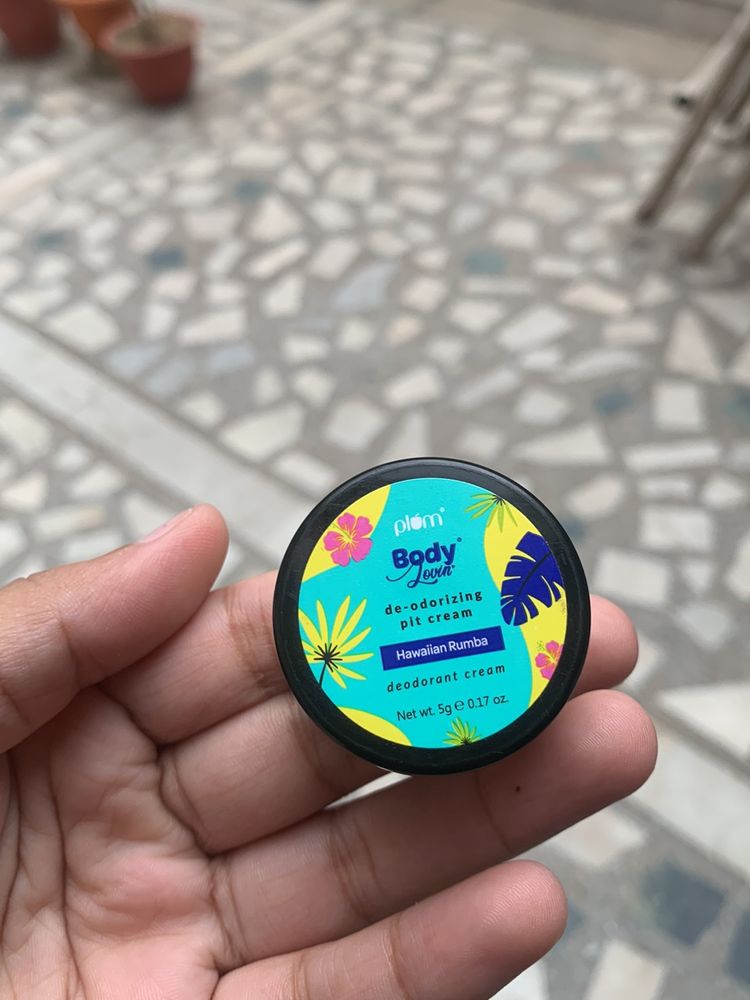 plum®
Body®
Lovin'
de-odorizing
pit cream
Hawaiian Rumba
deodorant cream
Net wt. 5g ℮ 0.17 oz.